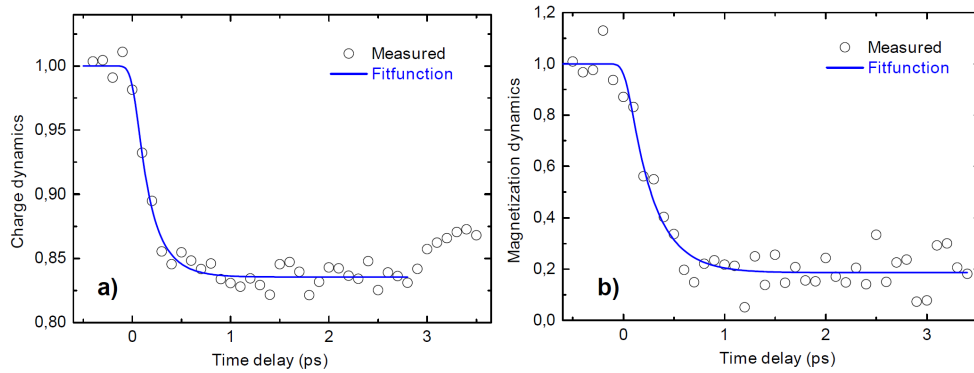 1,00
0,95
0,90
0,85
0,80
Charge dynamics
Measured
Fitfunction
a)
0
1
2
3
Time delay (ps)
1,2
1,0
0,8
0,6
0,4
0,2
0,0
Magnetization dynamics
Measured
Fitfunction
b)
0
1
2
3
Time delay (ps)